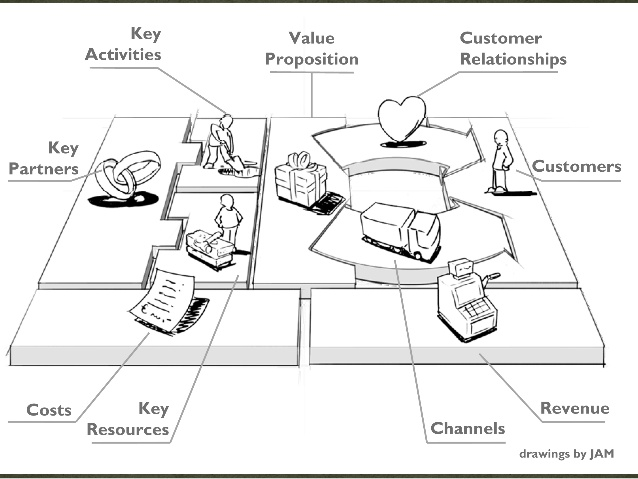 Key
Activities
Value
Proposition
Customer
Relationships
Key
Partners
Customers
Costs
Key
Resources
Channels
Revenue
drawings by JAM